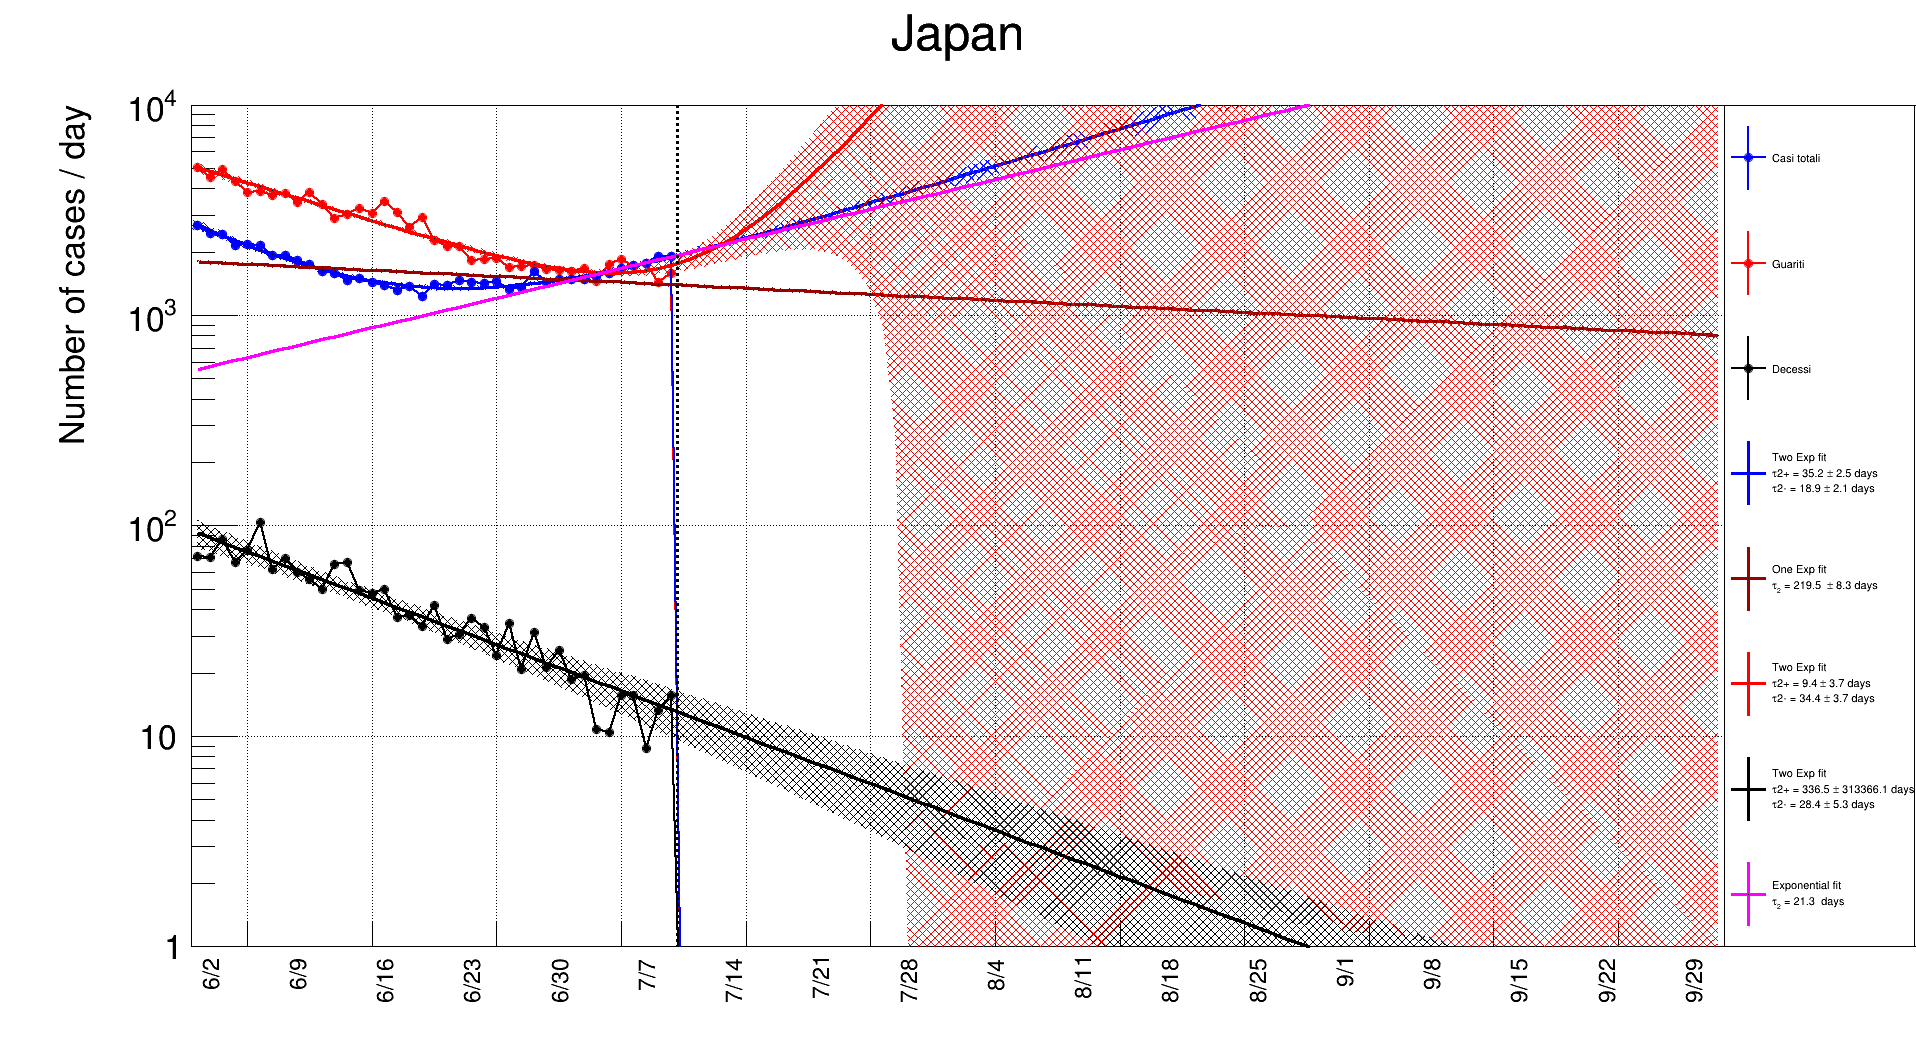 Japan
Number of cases / day
10^4
10^3
10^2
10
1
6/2
6/9
6/16
6/23
6/30
7/7
7/14
7/21
7/28
8/4
8/11
8/18
8/25
9/1
9/8
9/15
9/22
9/29
Casi totali
Guariti
Decessi
Two Exp fit
τ2+ = 35.2 ± 2.5 days
τ2- = 18.9 ± 2.1 days
One Exp fit
τ₂ = 219.5 ± 8.3 days
Two Exp fit
τ2+ = 9.4 ± 3.7 days
τ2- = 34.4 ± 3.7 days
Two Exp fit
τ2+ = 336.5 ± 313366.1 days
τ2- = 28.4 ± 5.3 days
Exponential fit
τ₂ = 21.3 days